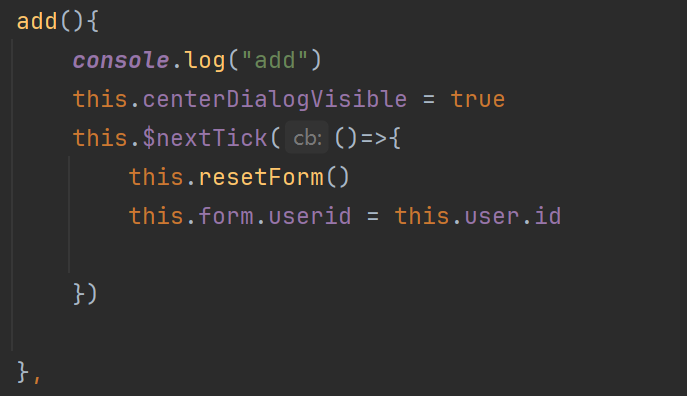 add(){
console.log("add")
this.centerDialogVisible = true
this.$nextTick( cb: ()=>{
this.resetForm()
this.form.userid = this.user.id
})
},